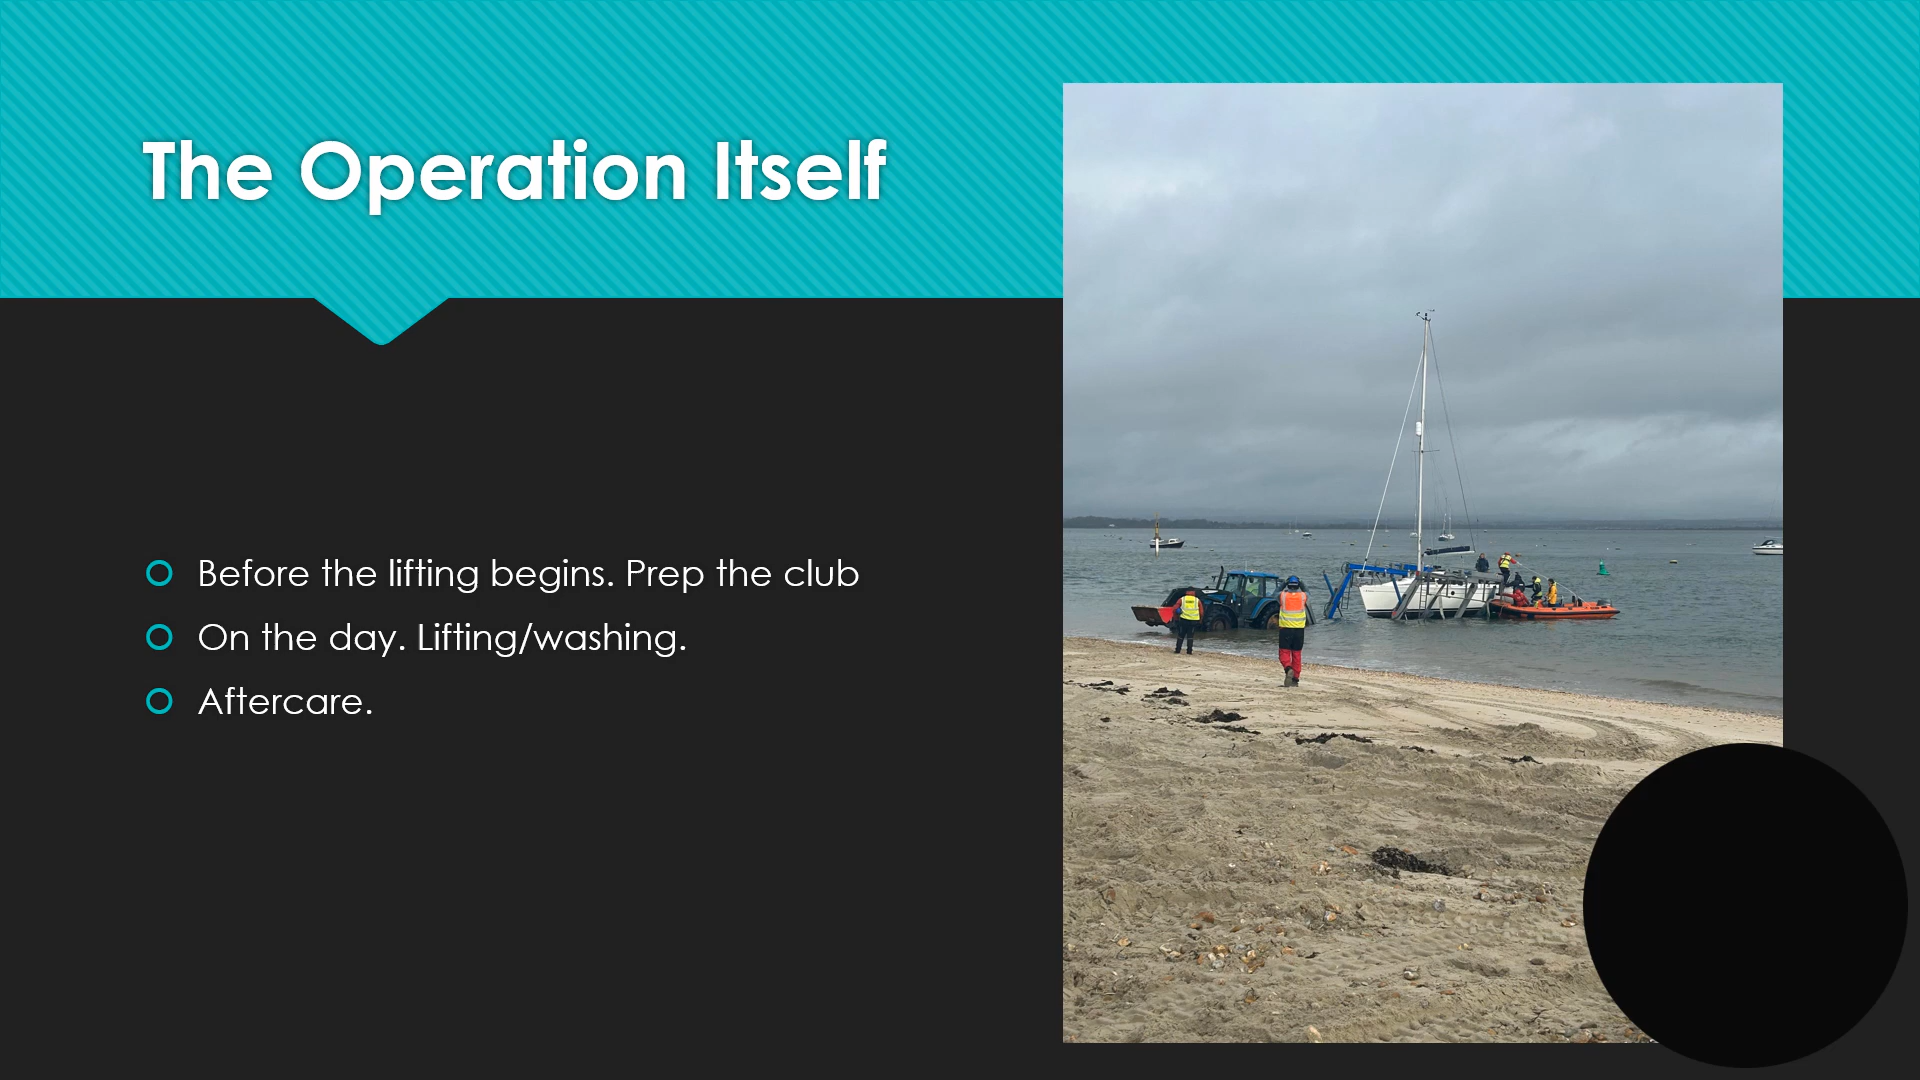 The Operation Itself
Before the lifting begins. Prep the club
On the day. Lifting/washing.
Aftercare.